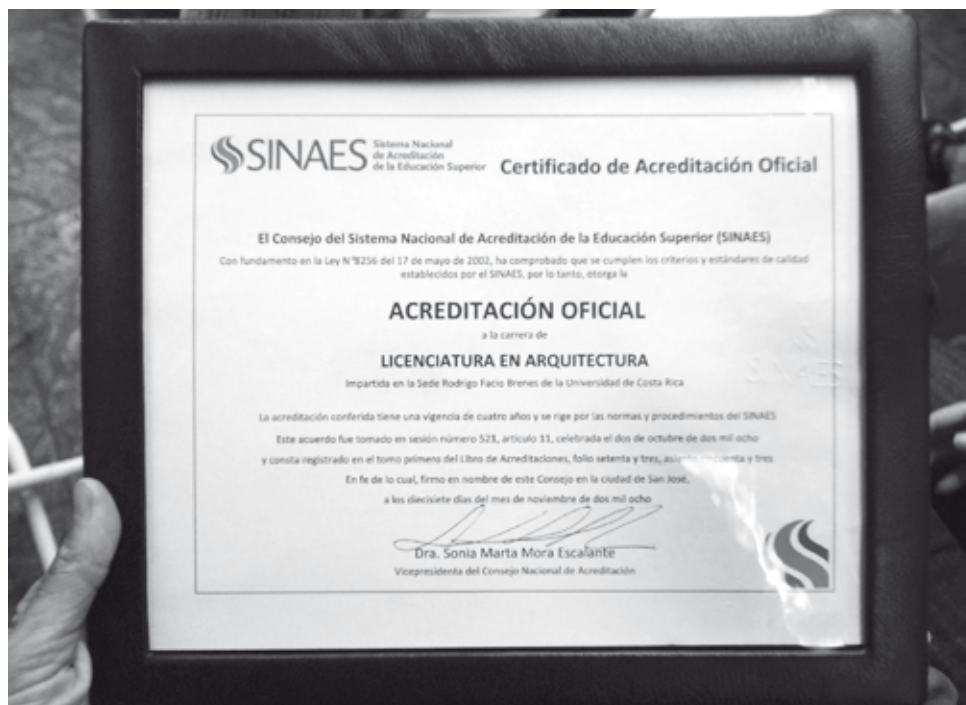 SINAES
Sistema Nacional
de Acreditación
de la Educación Superior
Certificado de Acreditación Oficial
El Consejo del Sistema Nacional de Acreditación de la Educación Superior (SINAES)
Con fundamento en la Ley N°8256 del 17 de mayo de 2002, ha comprobado que se cumplen los criterios y estándares de calidad
establecidos por el SINAES, por lo tanto, otorga la
ACREDITACIÓN OFICIAL
a la carrera de
LICENCIATURA EN ARQUITECTURA
Impartida en la Sede Rodrigo Facio Brenes de la Universidad de Costa Rica
La acreditación conferida tiene una vigencia de cuatro años y se rige por las normas y procedimientos del SINAES
Este acuerdo fue tomado en sesión número 521, artículo 11, celebrada el dos de octubre de dos mil ocho
y consta registrado en el tomo primero del Libro de Acreditaciones, folio setenta y tres, asiento cincuenta y tres
En fe de lo cual, firmo en nombre de este Consejo en la ciudad de San José,
a los diecisiete días del mes de noviembre de dos mil ocho
Dra. Sonia Marta Mora Escalante
Vicepresidenta del Consejo Nacional de Acreditación